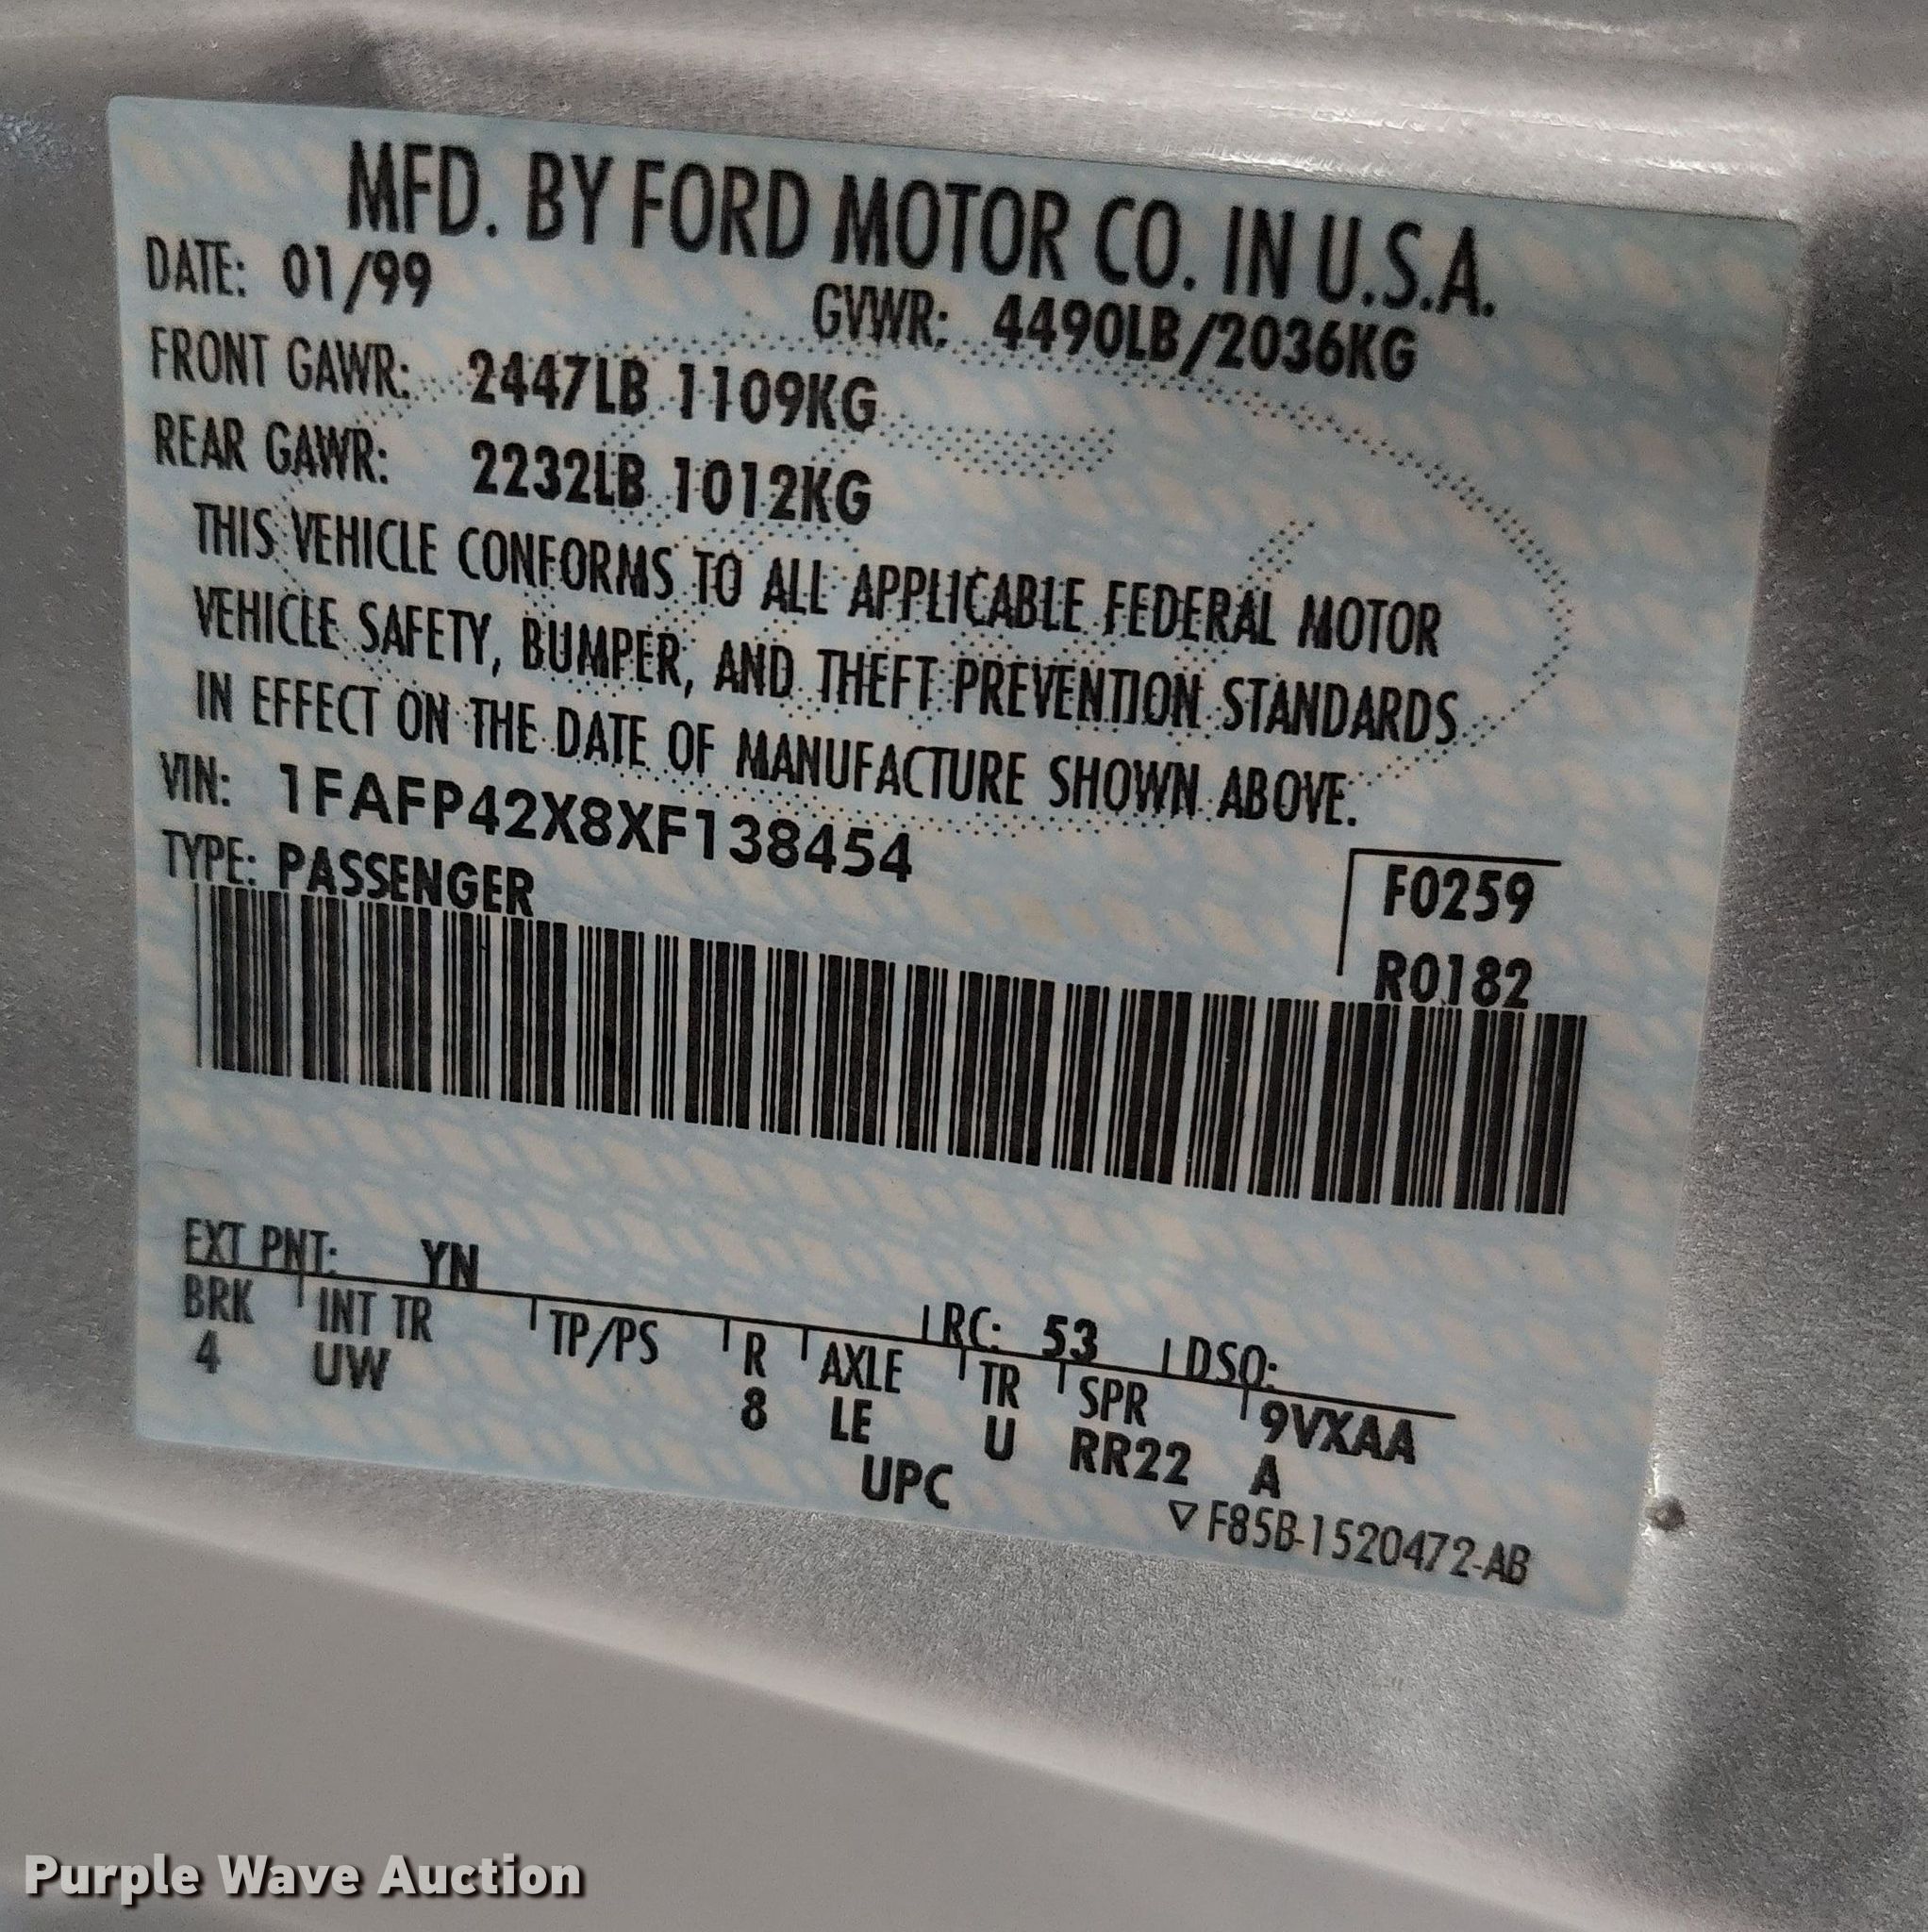 MFD. BY FORD MOTOR CO. IN U.S.A.
DATE: 01/99
GVWR: 4490LB/2036KG
FRONT GAWR: 2447LB 1109KG
REAR GAWR: 2232LB 1012KG
THIS VEHICLE CONFORMS TO ALL APPLICABLE FEDERAL MOTOR
VEHICLE SAFETY, BUMPER, AND THEFT PREVENTION STANDARDS
IN EFFECT ON THE DATE OF MANUFACTURE SHOWN ABOVE.
VIN: 1FAFP42X8XF138454
TYPE: PASSENGER
F0259
R0182
EXT PNT: YN RC: 53 DSO:
BRK INT TR TP/PS R AXLE TR SPR 9VXAA
4 UW 8 LE U RR22 A
UPC
▽ F85B-1520472-AB
Purple Wave Auction